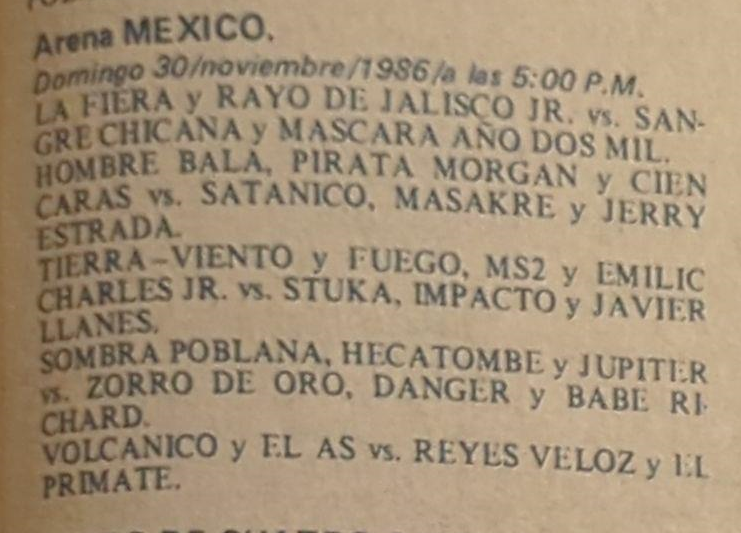 Arena MEXICO.
Domingo 30/noviembre/1986/a las 5:00 P.M.
LA FIERA y RAYO DE JALISCO JR. vs. SAN-
GRE CHICANA y MASCARA AÑO DOS MIL.
HOMBRE BALA, PIRATA MORGAN y CIEN
CARAS vs. SATANICO, MASAKRE y JERRY
ESTRADA.
TIERRA-VIENTO y FUEGO, MS2 y EMILIC
CHARLES JR. vs. STUKA, IMPACTO y JAVIER
LLANES.
SOMBRA POBLANA, HECATOMBE y JUPITER
vs. ZORRO DE ORO, DANGER y BABE RI-
CHARD.
VOLCANICO y EL AS vs. REYES VELOZ y EL
PRIMATE.